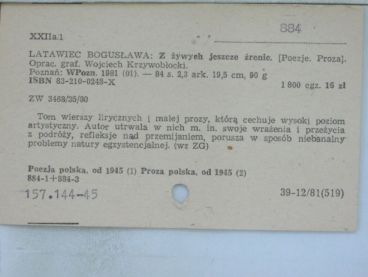 884
XXIIa/1
LATAWIEC BOGUSŁAWA: Z żywych jeszcze źrenic. [Poezje. Proza].
Oprac. graf. Wojciech Krzywobłocki.
Poznań: WPozn. 1981 (01). — 84 s. 2,3 ark. 19,5 cm, 90 g
ISBN 83-210-0248-X 1 800 egz. 16 zł
ZW 3468/35/80
Tom wierszy lirycznych i małej prozy, którą cechuje wysoki poziom
artystyczny. Autor utrwala w nich m. in. swoje wrażenia i przeżycia
z podróży, refleksje nad przemijaniem, porusza w sposób niebanalny
problemy natury egzystencjalnej. (wz ZG)
Poezja polska, od 1945 (1) Proza polska, od 1945 (2)
884-1+884-3
157.144-45 39-12/81(519)